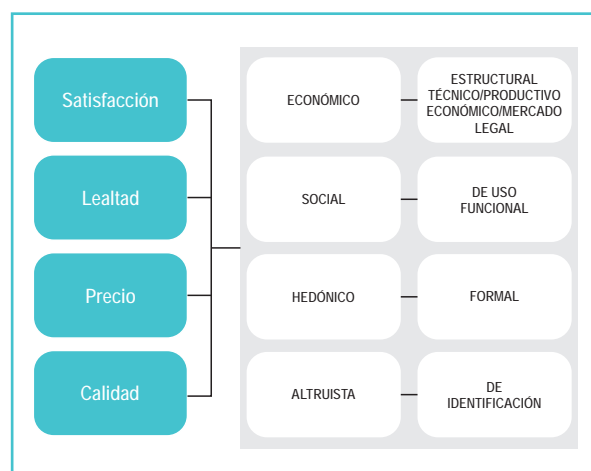 Satisfacción
ECONÓMICO
ESTRUCTURAL
TÉCNICO/PRODUCTIVO
ECONÓMICO/MERCADO
LEGAL
Lealtad
SOCIAL
DE USO
FUNCIONAL
Precio
HEDÓNICO
FORMAL
Calidad
ALTRUISTA
DE
IDENTIFICACIÓN